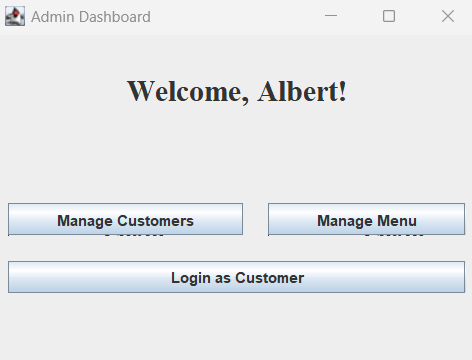 Admin Dashboard
Welcome, Albert!
Manage Customers
Manage Menu
Login as Customer